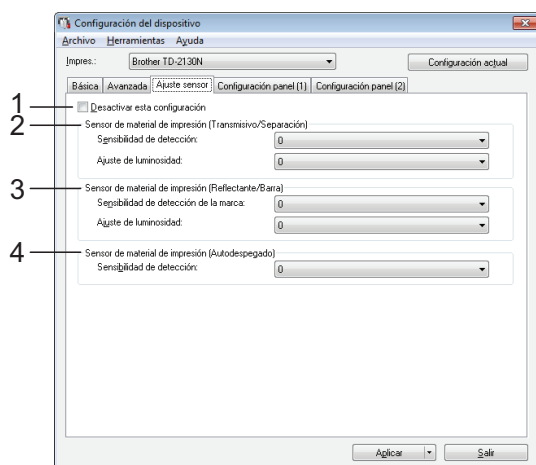 Configuración del dispositivo
Archivo Herramientas Ayuda
Impres.: Brother TD-2130N Configuración actual
Básica Avanzada Ajuste sensor Configuración panel (1) Configuración panel (2)
1 Desactivar esta configuración
2 Sensor de material de impresión (Transmisivo/Separación)
Sensibilidad de detección: 0
Ajuste de luminosidad: 0
3 Sensor de material de impresión (Reflectante/Barra)
Sensibilidad de detección de la marca: 0
Ajuste de luminosidad: 0
4 Sensor de material de impresión (Autodespegado)
Sensibilidad de detección: 0
Aplicar Salir